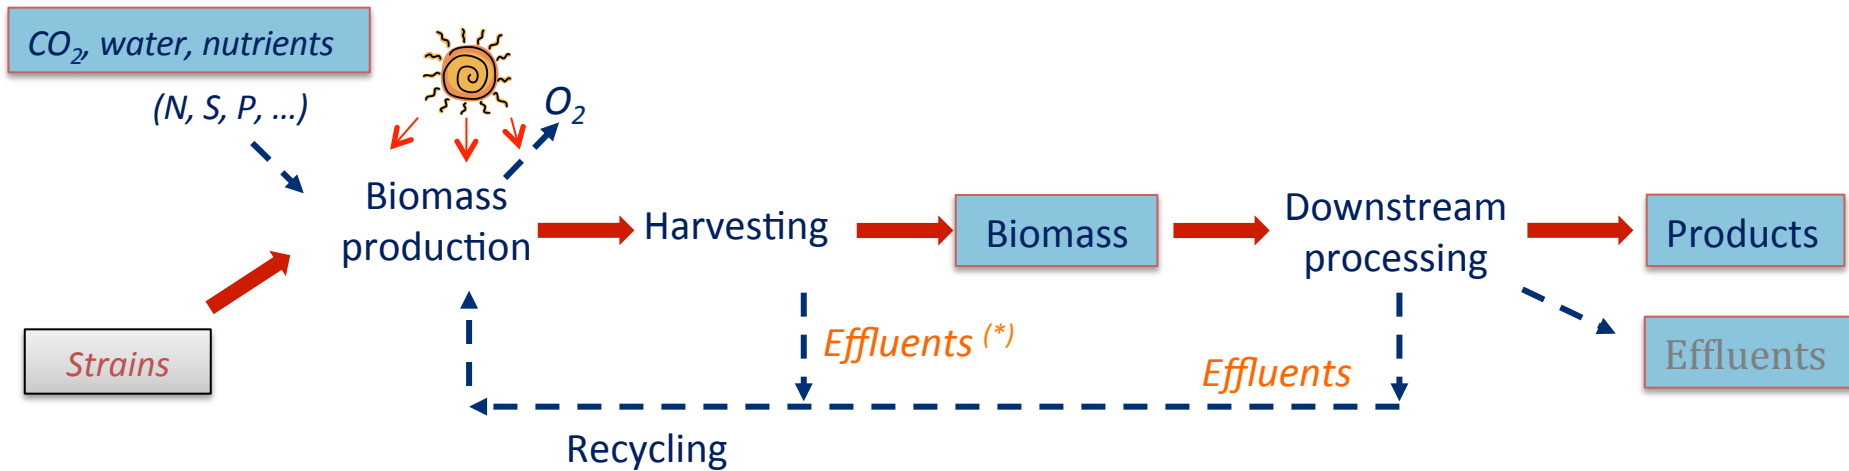 CO₂, water, nutrients
(N, S, P, ...)
O₂
Biomass
production
Harvesting
Biomass
Downstream
processing
Products
Strains
Effluents (*)
Effluents
Effluents
Recycling